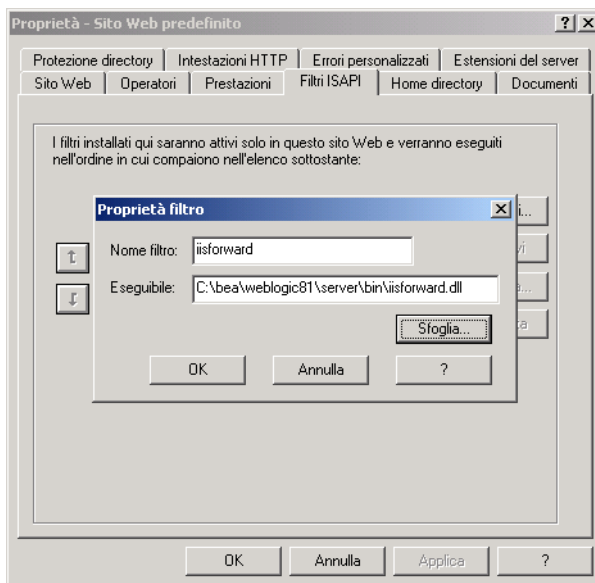 Proprietà - Sito Web predefinito
Protezione directory Intestazioni HTTP Errori personalizzati Estensioni del server
Sito Web Operatori Prestazioni Filtri ISAPI Home directory Documenti
I filtri installati qui saranno attivi solo in questo sito Web e verranno eseguiti
nell'ordine in cui compaiono nell'elenco sottostante:
Proprietà filtro
Nome filtro: iisforward
Eseguibile: C:\bea\weblogic81\server\bin\iisforward.dll
Sfoglia...
OK Annulla ?
OK Annulla Applica ?